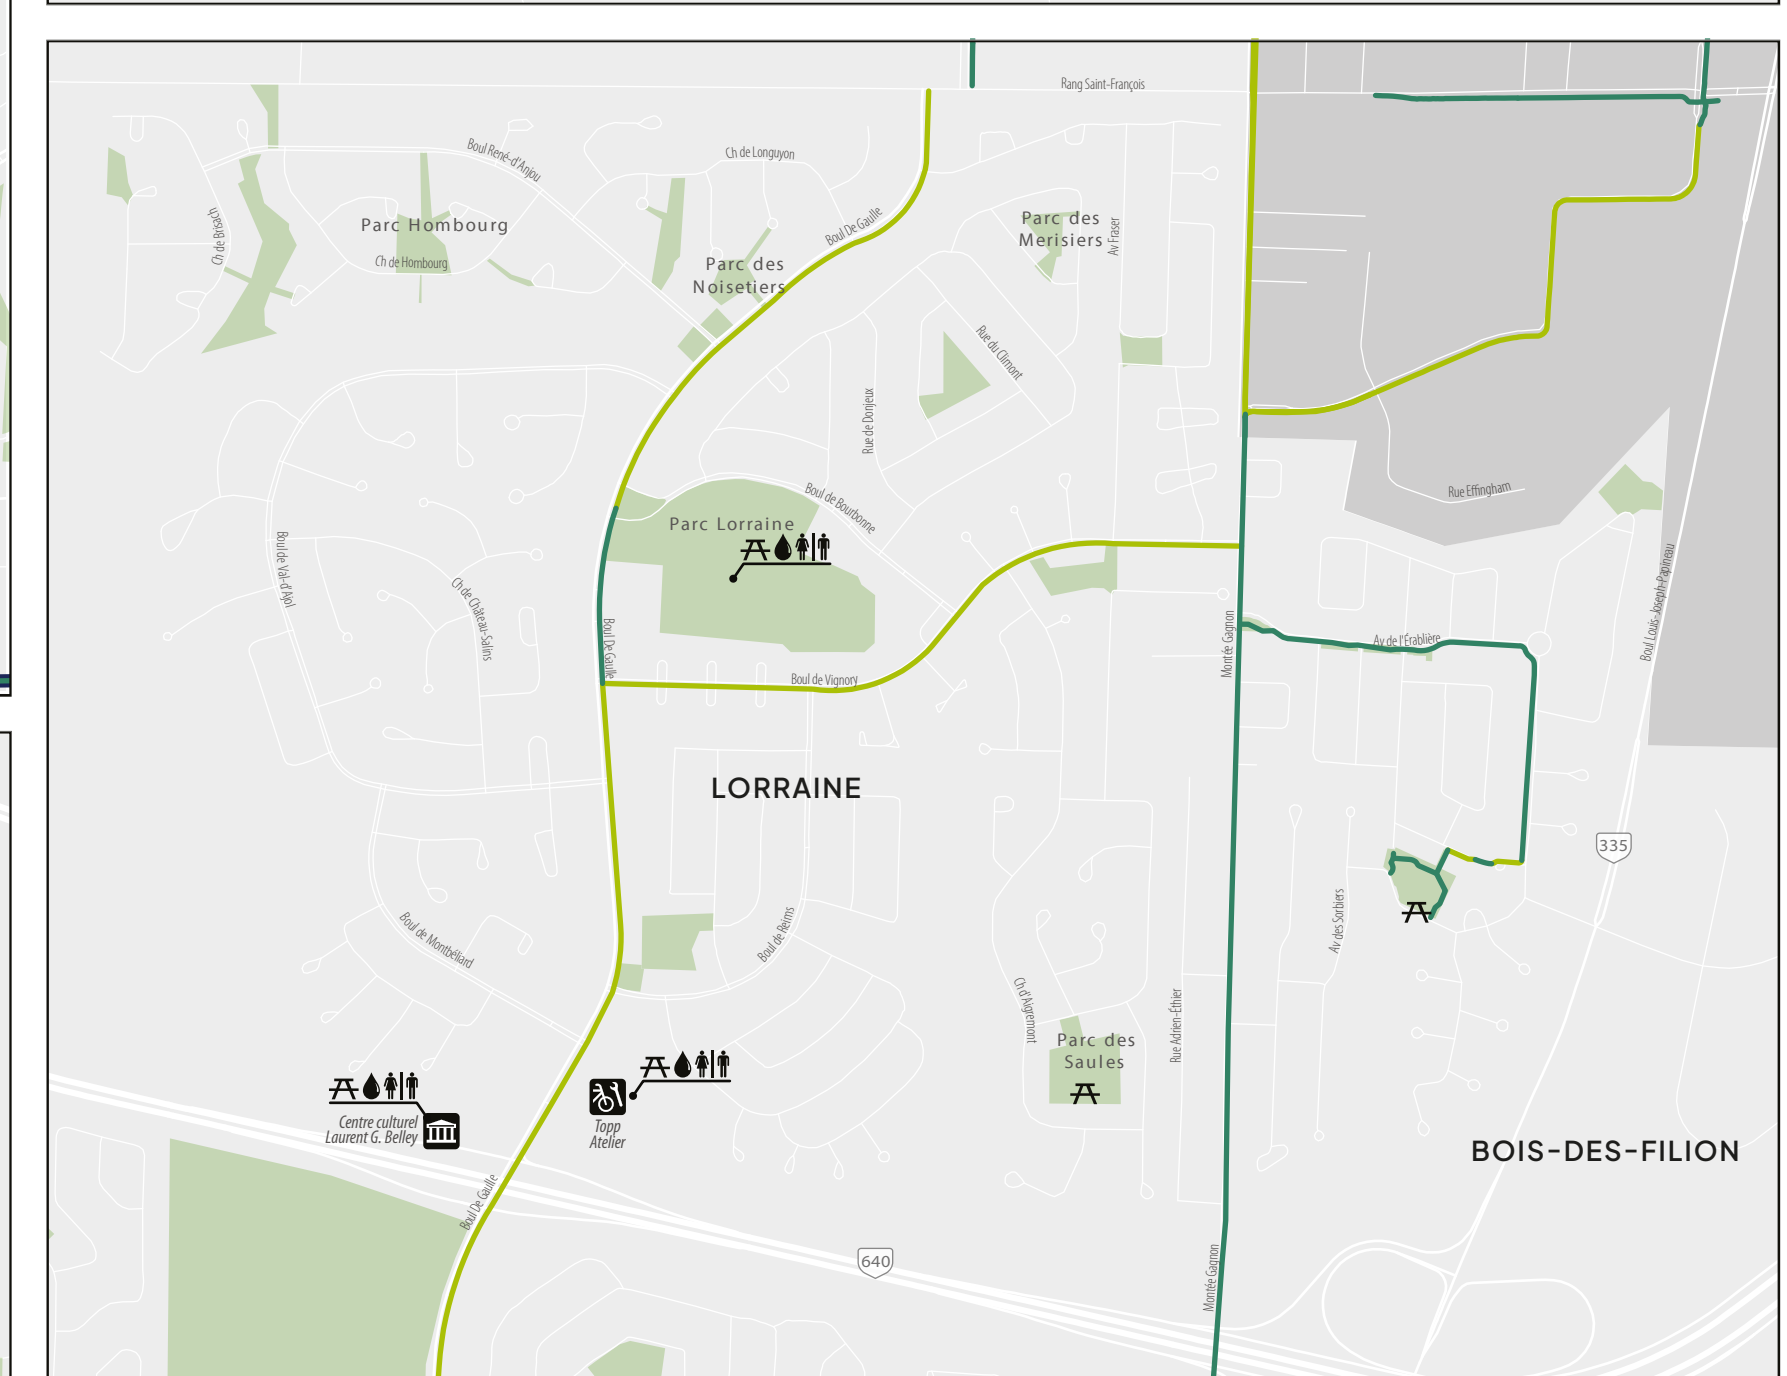 Rang Saint-François
Boul René-d'Anjou
Ch de Longuyon
Ch de Brisach
Parc Hombourg
Ch de Hombourg
Boul De Gaulle
Parc des
Merisiers
Av Fraser
Parc des
Noisetiers
Rue du Climont
Rue de Donjeux
Boul de Bourbonne
Parc Lorraine
Rue Effingham
Boul de Val-d'Ajol
Ch de Château-Salins
Boul De Gaulle
Boul de Vignory
Montée Gagnon
Av de l'Érablière
Boul Louis-Joseph-Papineau
LORRAINE
335
Boul de Montbéliard
Boul de Reims
Av des Sorbiers
Ch d'Aigremont
Rue Adrien-Éthier
Parc des
Saules
Centre culturel
Laurent G. Belley
Topp
Atelier
BOIS-DES-FILION
Boul De Gaulle
640
Montée Gagnon